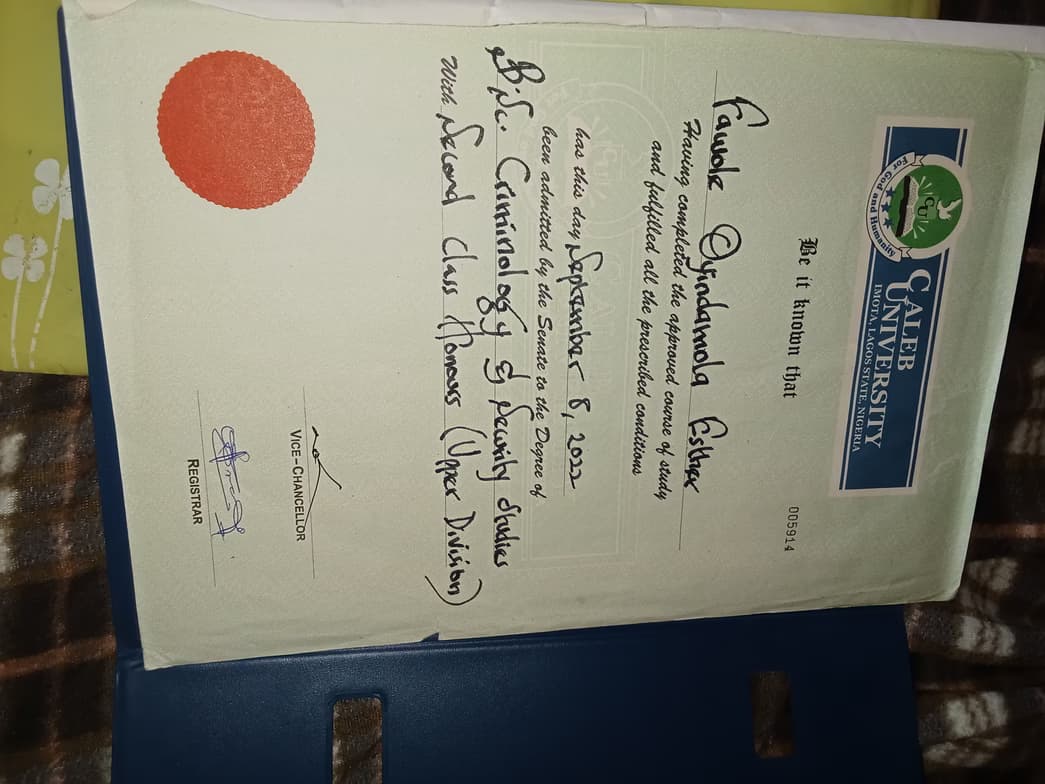 CALEB
UNIVERSITY
IMOTA, LAGOS STATE, NIGERIA
CU
For God and Humanity
005914
Be it known that
Fawole Oyindamola Esther
Having completed the approved course of study
and fulfilled all the prescribed conditions
has this day September 8, 2022
been admitted by the Senate to the Degree of
B.Sc. Criminology & Security Studies
With Second Class Honours (Upper Division)
VICE-CHANCELLOR
REGISTRAR